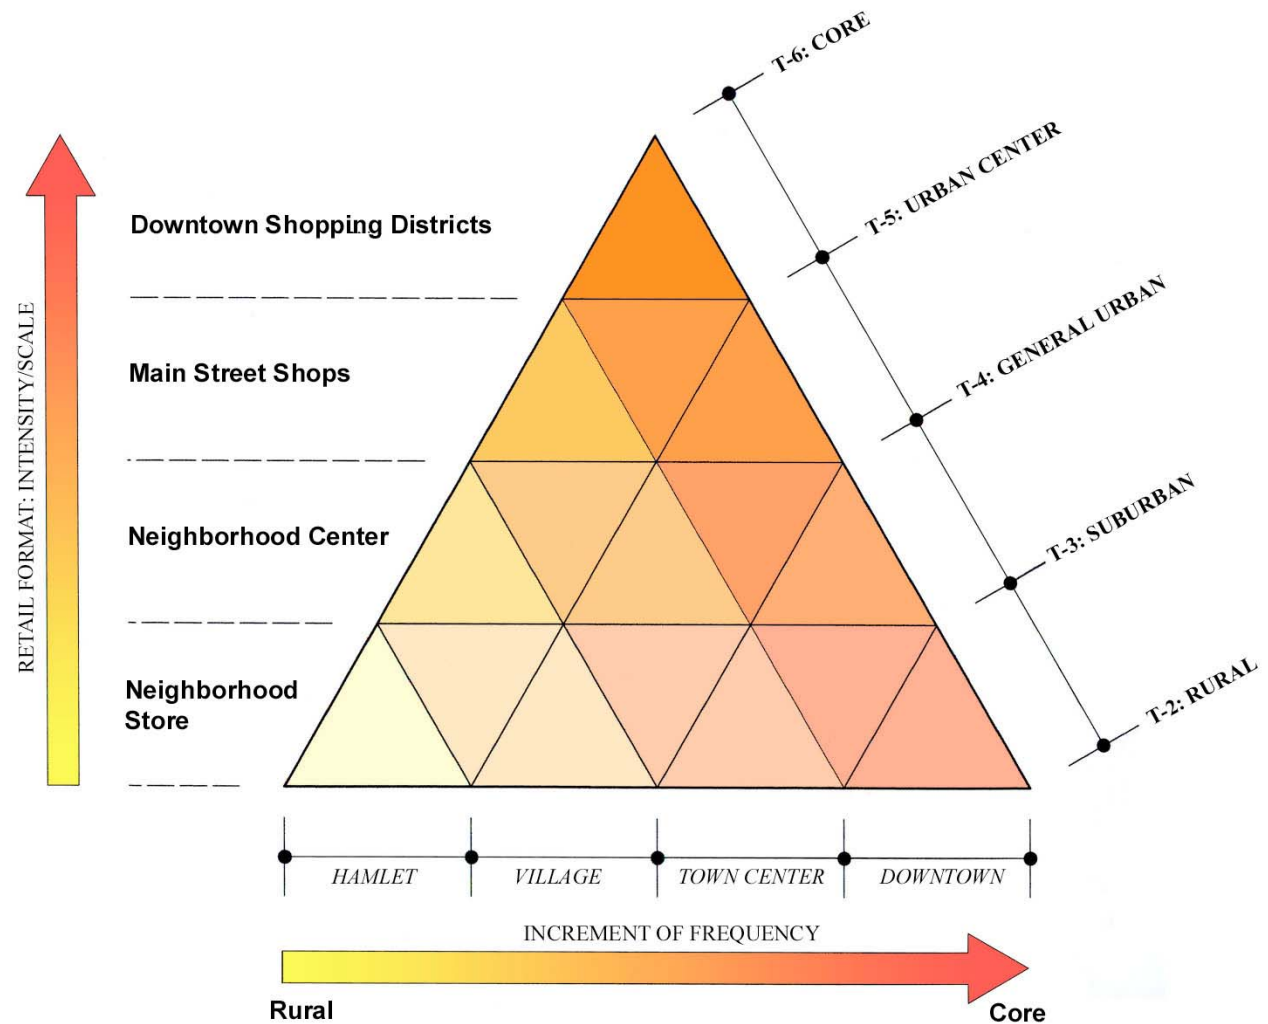 T-6: CORE
T-5: URBAN CENTER
T-4: GENERAL URBAN
T-3: SUBURBAN
T-2: RURAL
RETAIL FORMAT: INTENSITY/SCALE
Downtown Shopping Districts
Main Street Shops
Neighborhood Center
Neighborhood
Store
HAMLET VILLAGE TOWN CENTER DOWNTOWN
INCREMENT OF FREQUENCY
Rural Core